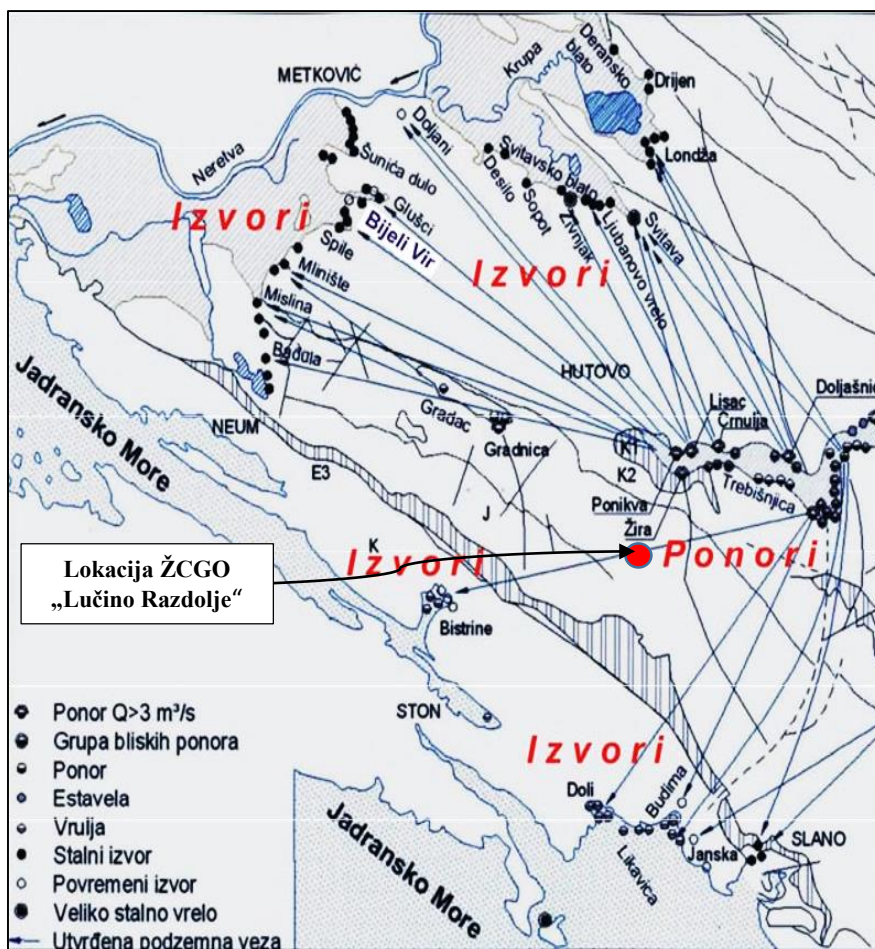 Deransko
blato
Krupa
Drijen
METKOVIĆ
Doljani
Londža
Neretva
Šunića dulo
Svitavsko blato
Desilo
Sopot
Živnjak
Ljubanovo vrelo
Svitava
Izvori
Glušci
Bijeli Vir
Spile
Izvori
Mlinište
Mislina
Badula
HUTOVO
Jadransko More
Gradac
Lisac
Crnulja
Doljašnic
NEUM
Gradnica
K1
K2
E3
Trebišnjica
Ponikva
J
Žira
Lokacija ŽCGO
„Lučino Razdolje“
K
Izvori
Ponori
Bistrine
STON
Izvori
Doli
Budima
Likavica
Janska
SLANO
Jadransko More
Ponor Q>3 m³/s
Grupa bliskih ponora
Ponor
Estavela
Vrulja
Stalni izvor
Povremeni izvor
Veliko stalno vrelo
Utvrđena podzemna veza